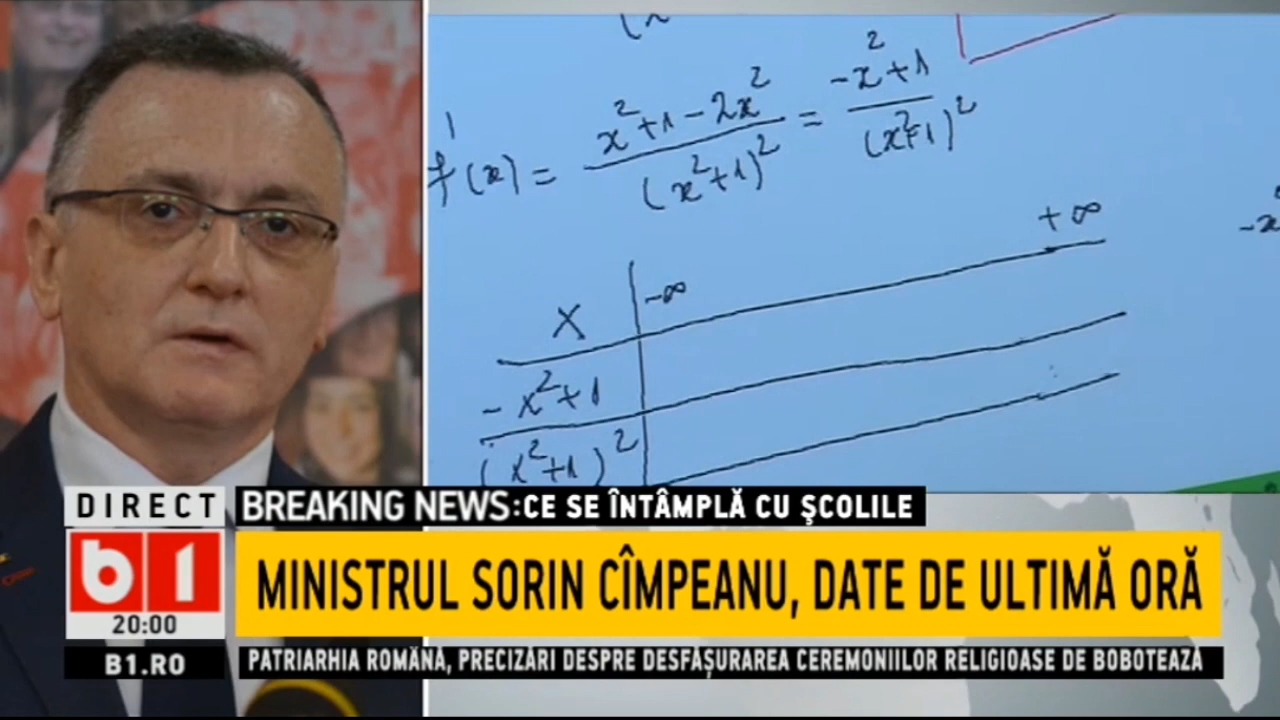 f'(x) = (x²+1-2x²)/(x²+1)² = (-x²+1)/(x²+1)²
+∞
x | -∞
-x²+1
(x²+1)²
DIRECT
BREAKING NEWS: CE SE ÎNTÂMPLĂ CU ŞCOLILE
b1
MINISTRUL SORIN CÎMPEANU, DATE DE ULTIMĂ ORĂ
20:00
B1.RO
PATRIARHIA ROMÂNĂ, PRECIZĂRI DESPRE DESFĂȘURAREA CEREMONIILOR RELIGIOASE DE BOBOTEAZĂ